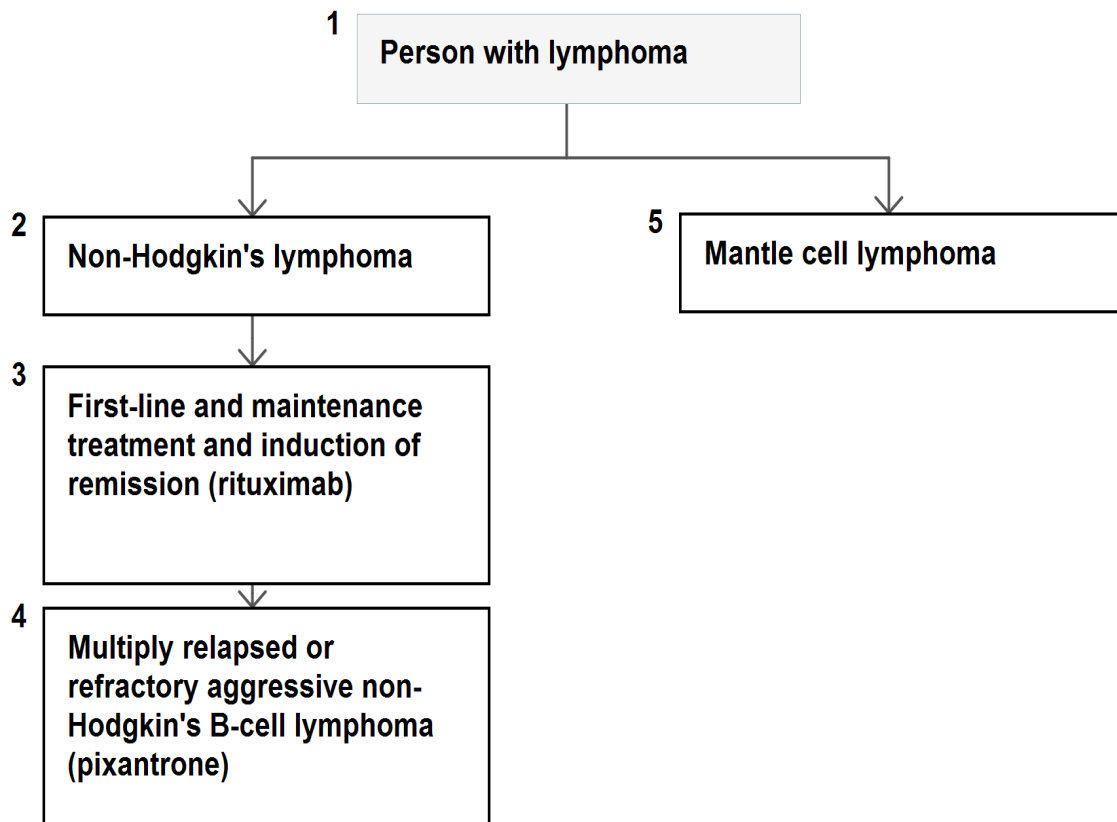 1
Person with lymphoma
2
Non-Hodgkin's lymphoma
5
Mantle cell lymphoma
3
First-line and maintenance
treatment and induction of
remission (rituximab)
4
Multiply relapsed or
refractory aggressive non-
Hodgkin's B-cell lymphoma
(pixantrone)